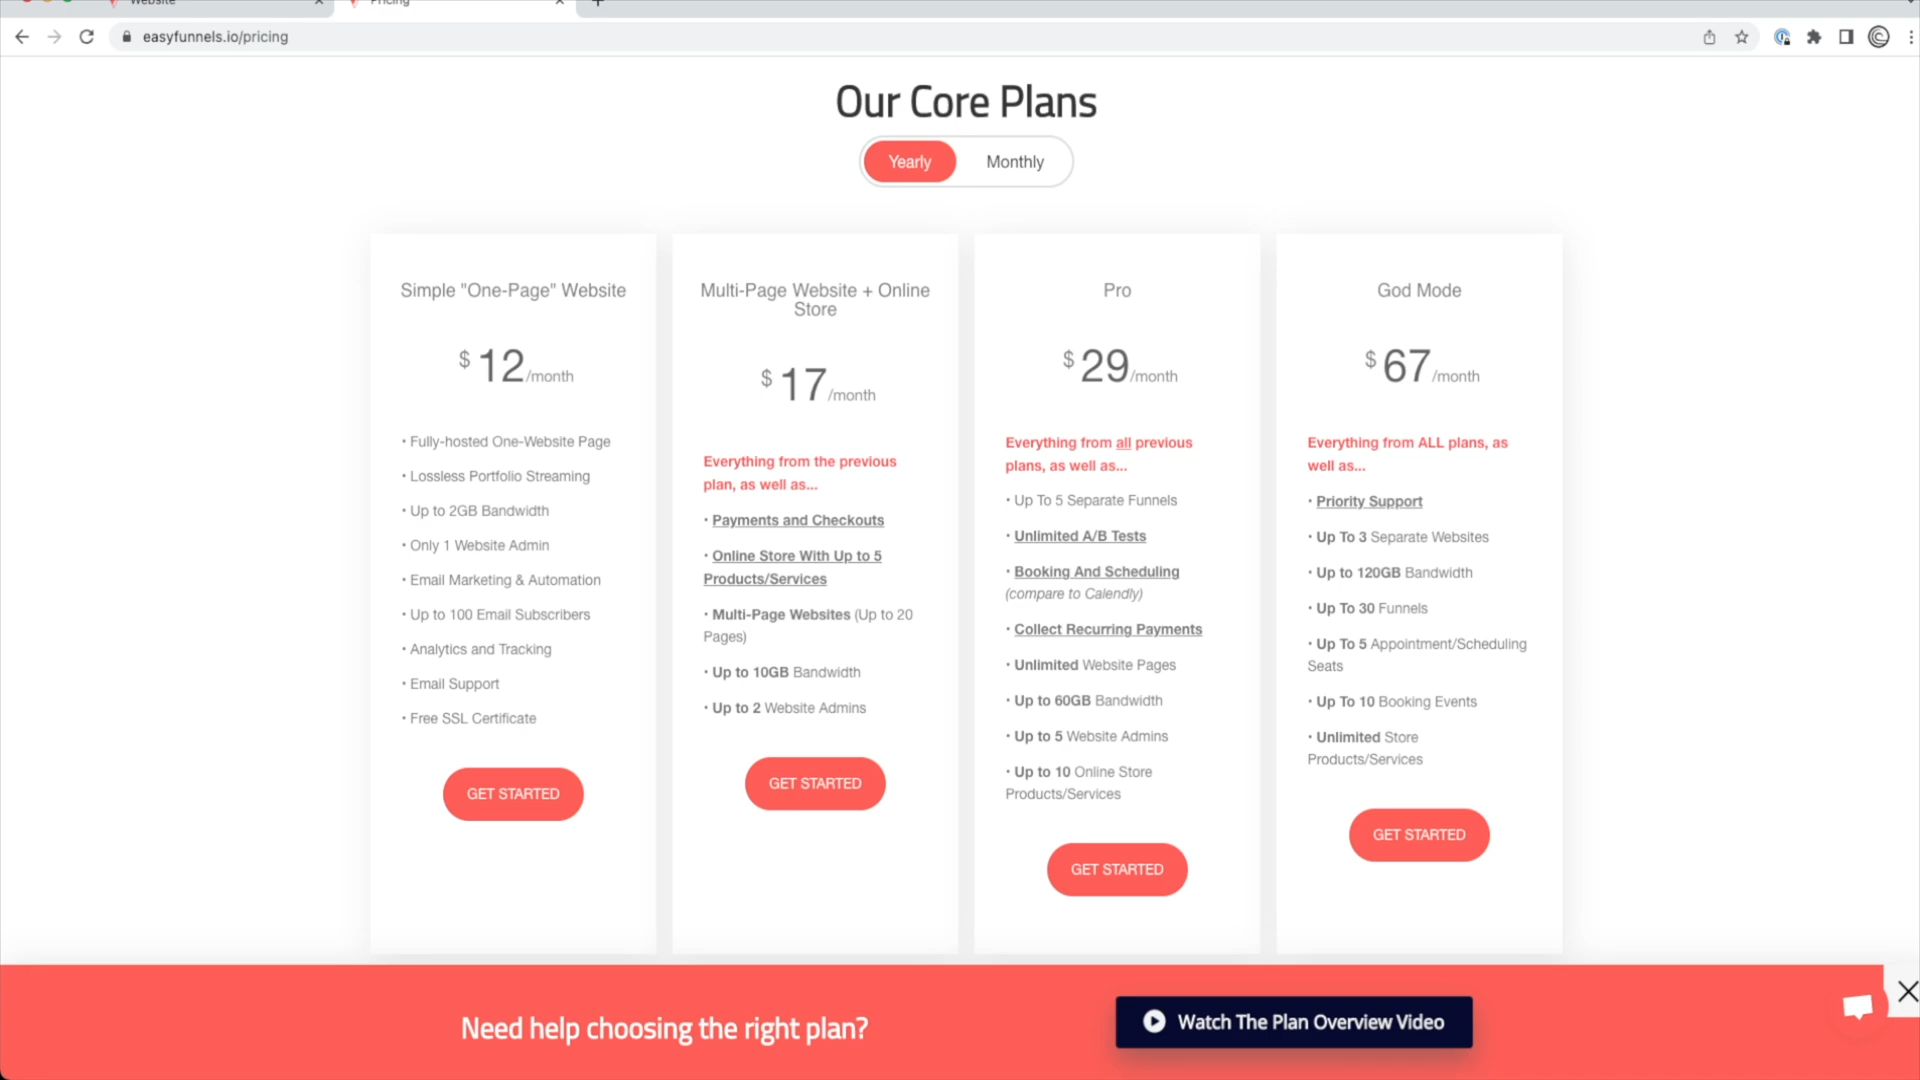 Website
Pricing
easyfunnels.io/pricing
Our Core Plans
Yearly
Monthly
Simple "One-Page" Website
$ 12/month
• Fully-hosted One-Website Page
• Lossless Portfolio Streaming
• Up to 2GB Bandwidth
• Only 1 Website Admin
• Email Marketing & Automation
• Up to 100 Email Subscribers
• Analytics and Tracking
• Email Support
• Free SSL Certificate
GET STARTED
Multi-Page Website + Online
Store
$ 17/month
Everything from the previous
plan, as well as...
• Payments and Checkouts
• Online Store With Up to 5
Products/Services
• Multi-Page Websites (Up to 20
Pages)
• Up to 10GB Bandwidth
• Up to 2 Website Admins
GET STARTED
Pro
$ 29/month
Everything from all previous
plans, as well as...
• Up To 5 Separate Funnels
• Unlimited A/B Tests
• Booking And Scheduling
(compare to Calendly)
• Collect Recurring Payments
• Unlimited Website Pages
• Up to 60GB Bandwidth
• Up to 5 Website Admins
• Up to 10 Online Store
Products/Services
GET STARTED
God Mode
$ 67/month
Everything from ALL plans, as
well as...
• Priority Support
• Up To 3 Separate Websites
• Up to 120GB Bandwidth
• Up To 30 Funnels
• Up To 5 Appointment/Scheduling
Seats
• Up To 10 Booking Events
• Unlimited Store
Products/Services
GET STARTED
Need help choosing the right plan?
Watch The Plan Overview Video